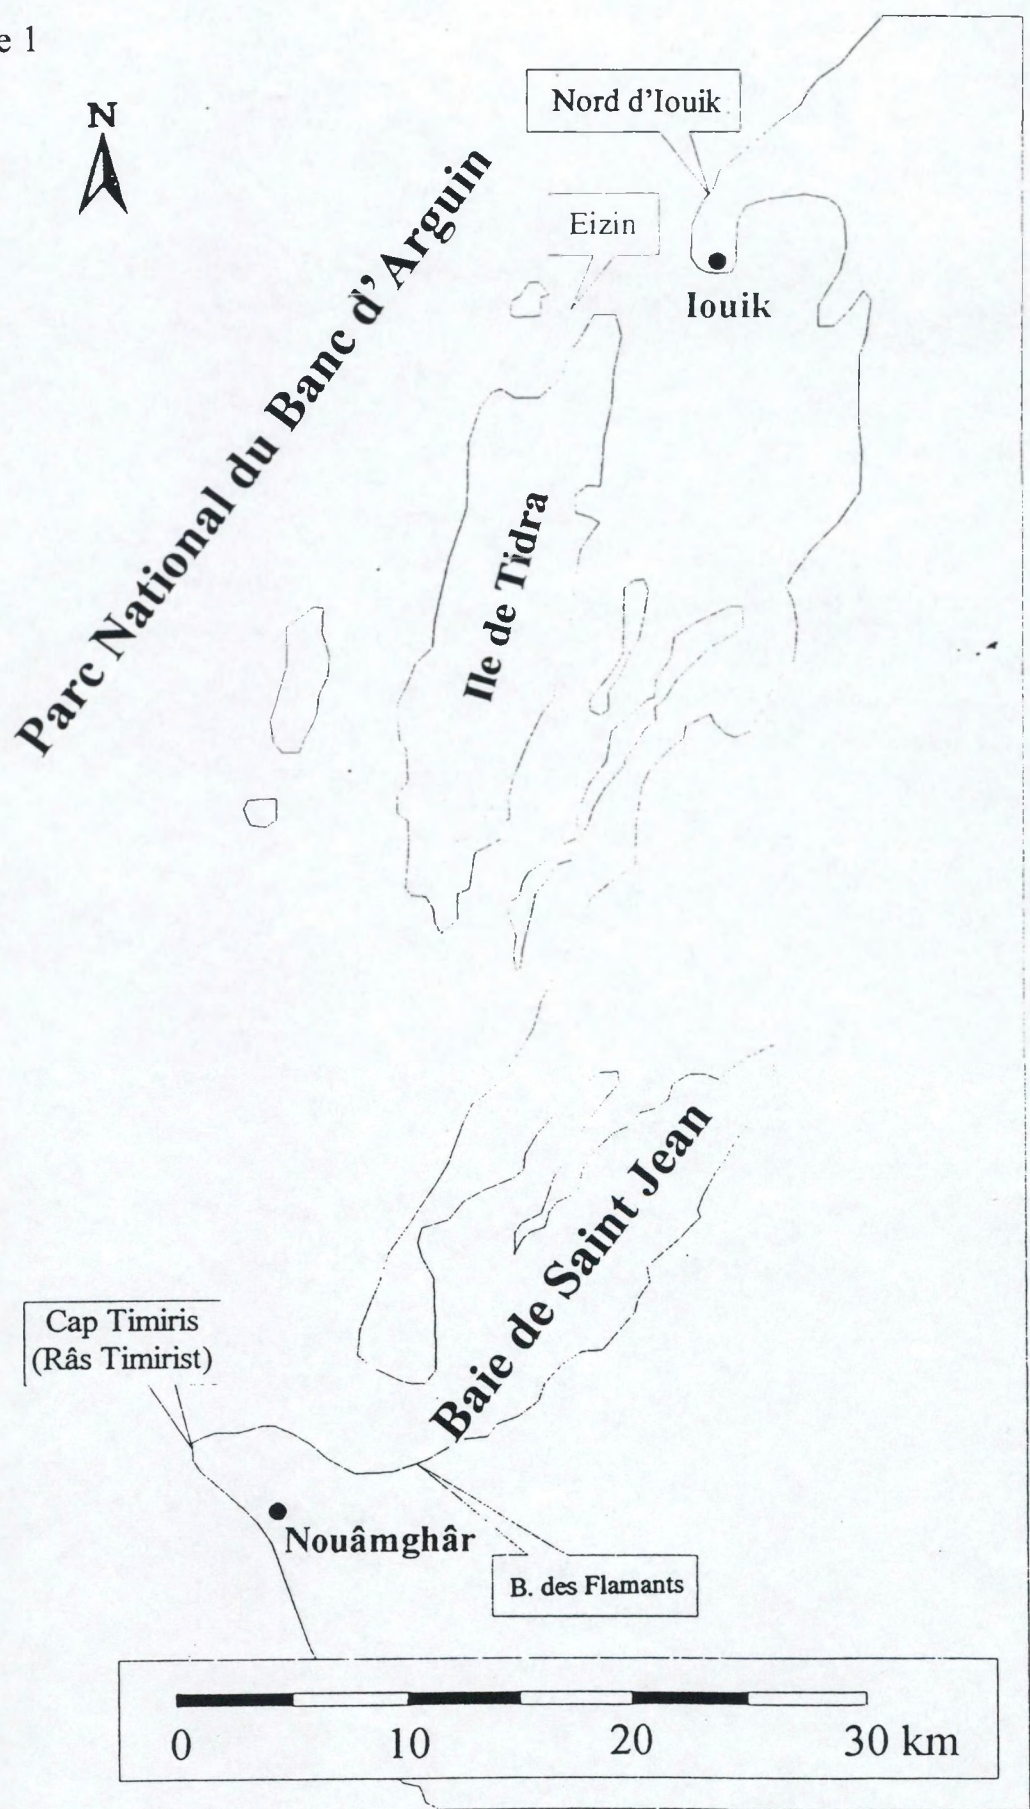 e 1
N
Nord d'Iouik
Parc National du Banc d'Arguin
Eizin
Iouik
Ile de Tidra
Baie de Saint Jean
Cap Timiris
(Râs Timirist)
Nouâmghâr
B. des Flamants
0 10 20 30 km